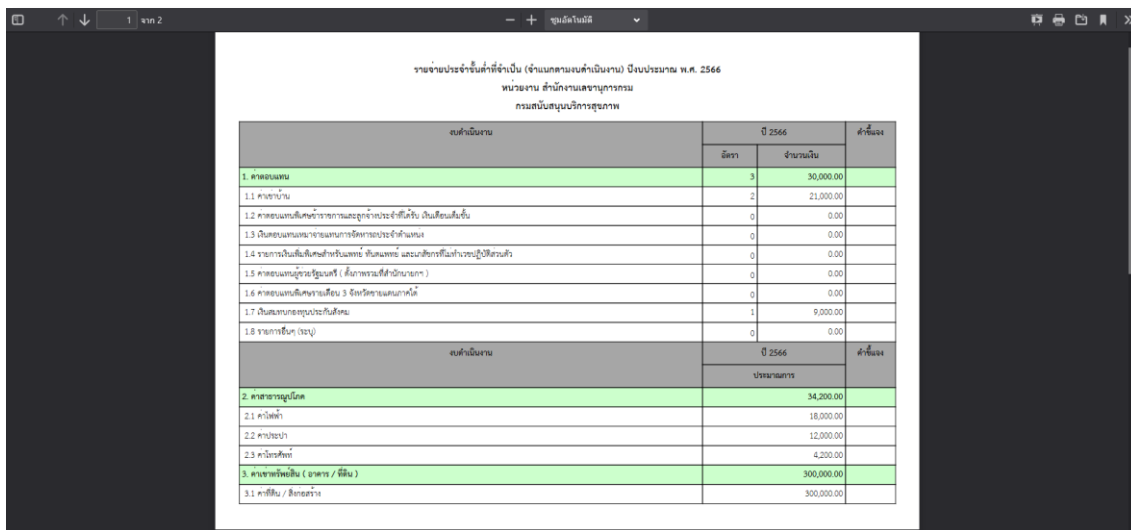 1 จาก 2
ซูมอัตโนมัติ
รายจ่ายประจำขั้นต่ำที่จำเป็น (จำแนกตามงบดำเนินงาน) ปีงบประมาณ พ.ศ. 2566
หน่วยงาน สำนักงานเลขานุการกรม
กรมสนับสนุนบริการสุขภาพ
งบดำเนินงาน ปี 2566 คำชี้แจง
อัตรา จำนวนเงิน
1. ค่าตอบแทน 3 30,000.00
1.1 ค่าเช่าบ้าน 2 21,000.00
1.2 ค่าตอบแทนพิเศษข้าราชการและลูกจ้างประจำที่ได้รับ เงินเดือนเต็มขั้น 0 0.00
1.3 เงินตอบแทนเหมาจ่ายแทนการจัดหารถประจำตำแหน่ง 0 0.00
1.4 รายการเงินเพิ่มพิเศษสำหรับแพทย์ ทันตแพทย์ และเภสัชกรที่ไม่ทำเวชปฏิบัติส่วนตัว 0 0.00
1.5 ค่าตอบแทนผู้ช่วยรัฐมนตรี ( ตั้งภาพรวมที่สำนักนายกฯ ) 0 0.00
1.6 ค่าตอบแทนพิเศษรายเดือน 3 จังหวัดชายแดนภาคใต้ 0 0.00
1.7 เงินสมทบกองทุนประกันสังคม 1 9,000.00
1.8 รายการอื่นๆ (ระบุ) 0 0.00
งบดำเนินงาน ปี 2566 คำชี้แจง
ประมาณการ
2. ค่าสาธารณูปโภค 34,200.00
2.1 ค่าไฟฟ้า 18,000.00
2.2 ค่าประปา 12,000.00
2.3 ค่าโทรศัพท์ 4,200.00
3. ค่าเช่าทรัพย์สิน ( อาคาร / ที่ดิน ) 300,000.00
3.1 ค่าที่ดิน / สิ่งก่อสร้าง 300,000.00